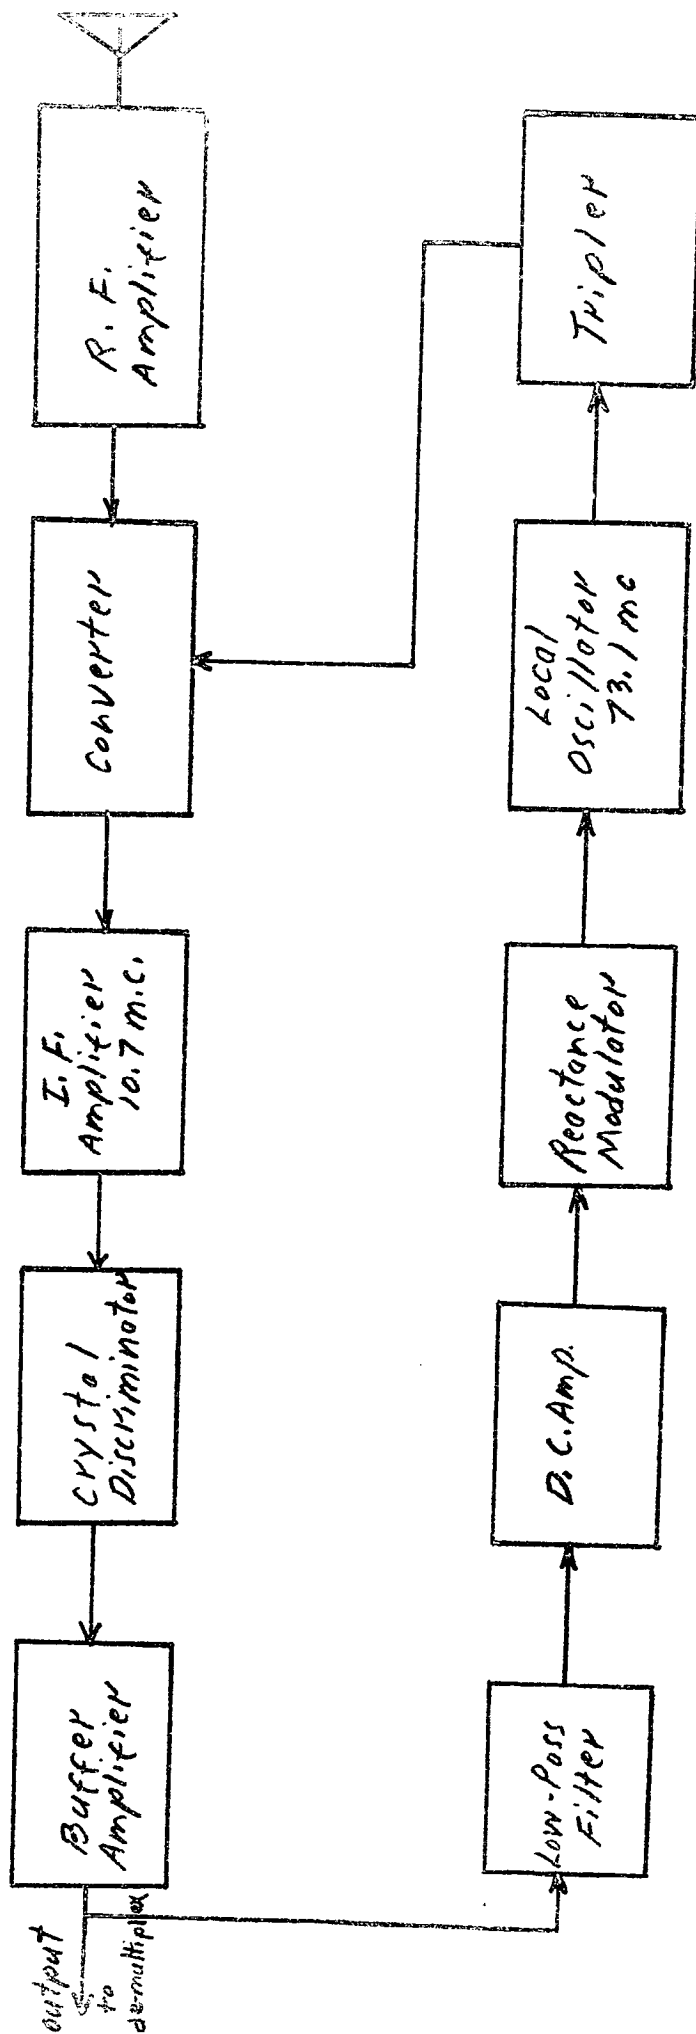 R. F.
Amplifier
Converter
I. F.
Amplifier
10.7 m.c.
Crystal
Discriminator
Buffer
Amplifier
output
to
de-multiplex
Low-Pass
Filter
D. C. Amp.
Reactance
Modulator
Local
Oscillator
73.1 mc
Tripler